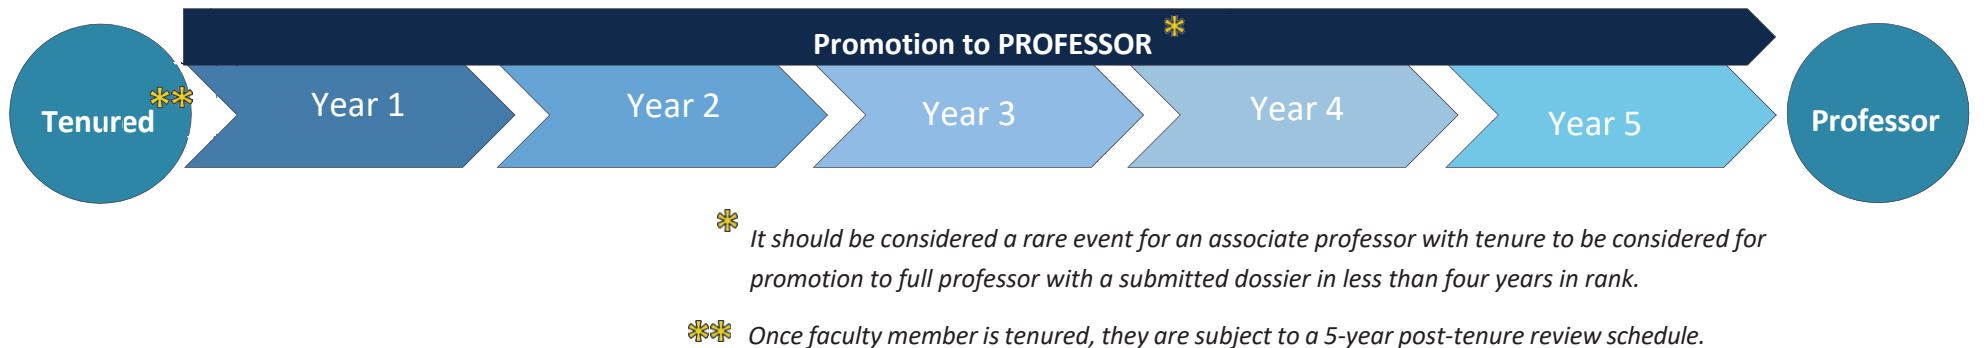 Promotion to PROFESSOR *
Tenured**
Year 1
Year 2
Year 3
Year 4
Year 5
Professor
* It should be considered a rare event for an associate professor with tenure to be considered for
promotion to full professor with a submitted dossier in less than four years in rank.
** Once faculty member is tenured, they are subject to a 5-year post-tenure review schedule.